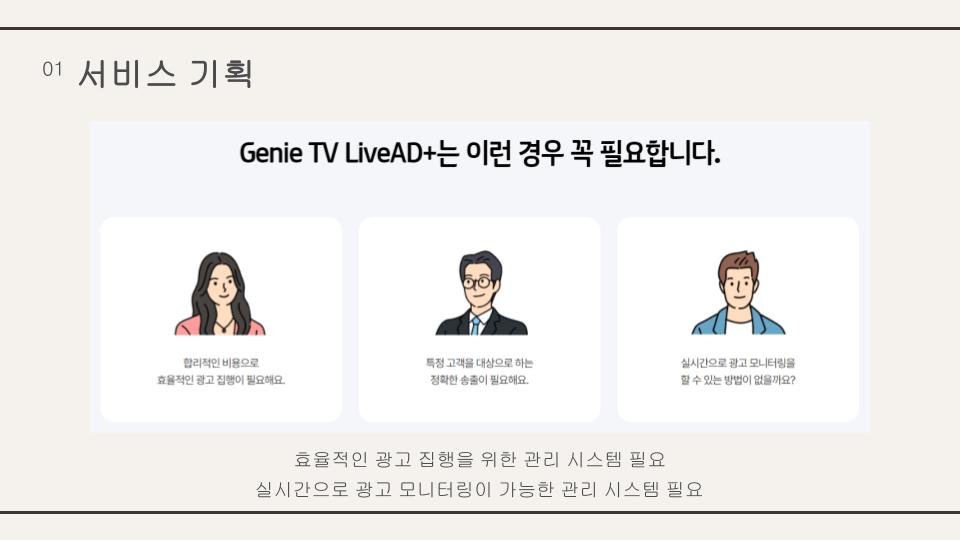 01 서비스 기획
Genie TV LiveAD+는 이런 경우 꼭 필요합니다.
합리적인 비용으로
효율적인 광고 집행이 필요해요.
특정 고객을 대상으로 하는
정확한 송출이 필요해요.
실시간으로 광고 모니터링을
할 수 있는 방법이 없을까요?
효율적인 광고 집행을 위한 관리 시스템 필요
실시간으로 광고 모니터링이 가능한 관리 시스템 필요